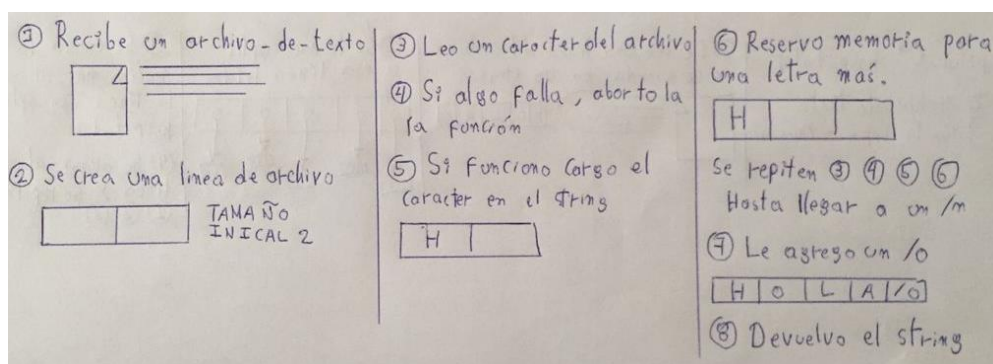 ① Recibe un archivo-de-texto
② Se crea una linea de archivo
TAMAÑO
INICAL 2
③ Leo un caracter del archivo
④ Si algo falla, aborto la
la función
⑤ Si funciono cargo el
caracter en el string
H
⑥ Reservo memoria para
una letra más.
H
Se repiten ③ ④ ⑤ ⑥
Hasta llegar a un /n
⑦ Le agrego un /0
H O L A /0
⑧ Devuelvo el string